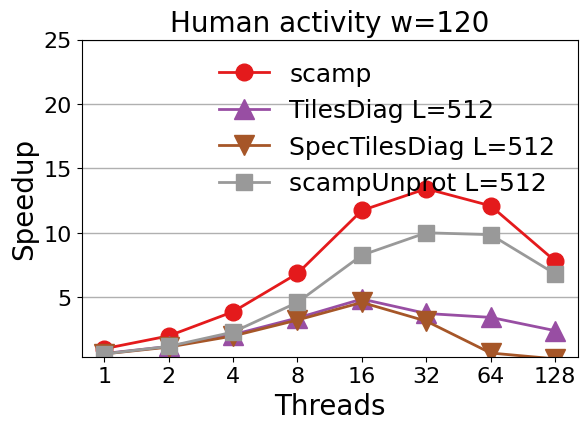 Human activity w=120
25
20
15
10
5
Speedup
scamp
TilesDiag L=512
SpecTilesDiag L=512
scampUnprot L=512
1 2 4 8 16 32 64 128
Threads